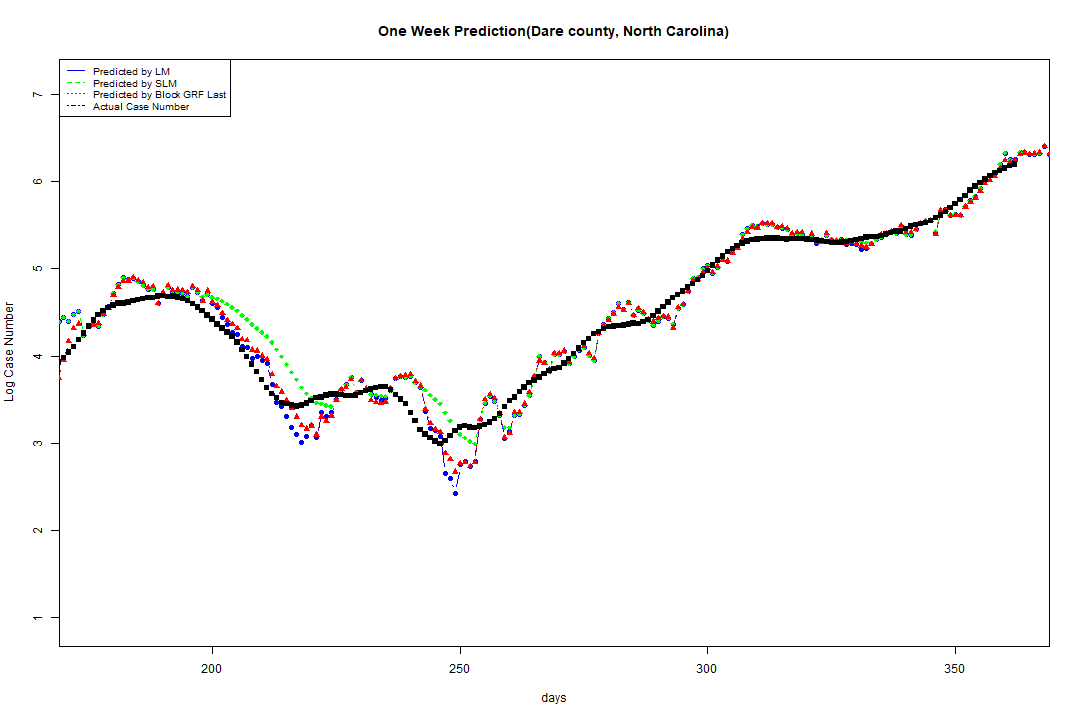 One Week Prediction(Dare county, North Carolina)
Predicted by LM
Predicted by SLM
Predicted by Block GRF Last
Actual Case Number
7
6
5
4
3
2
1
Log Case Number
200 250 300 350
days